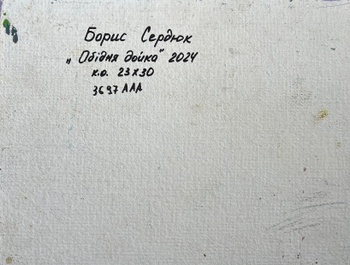 Борис Сердюк
"Обідня дойка" 2024
к.о. 23х30
3697 ААА